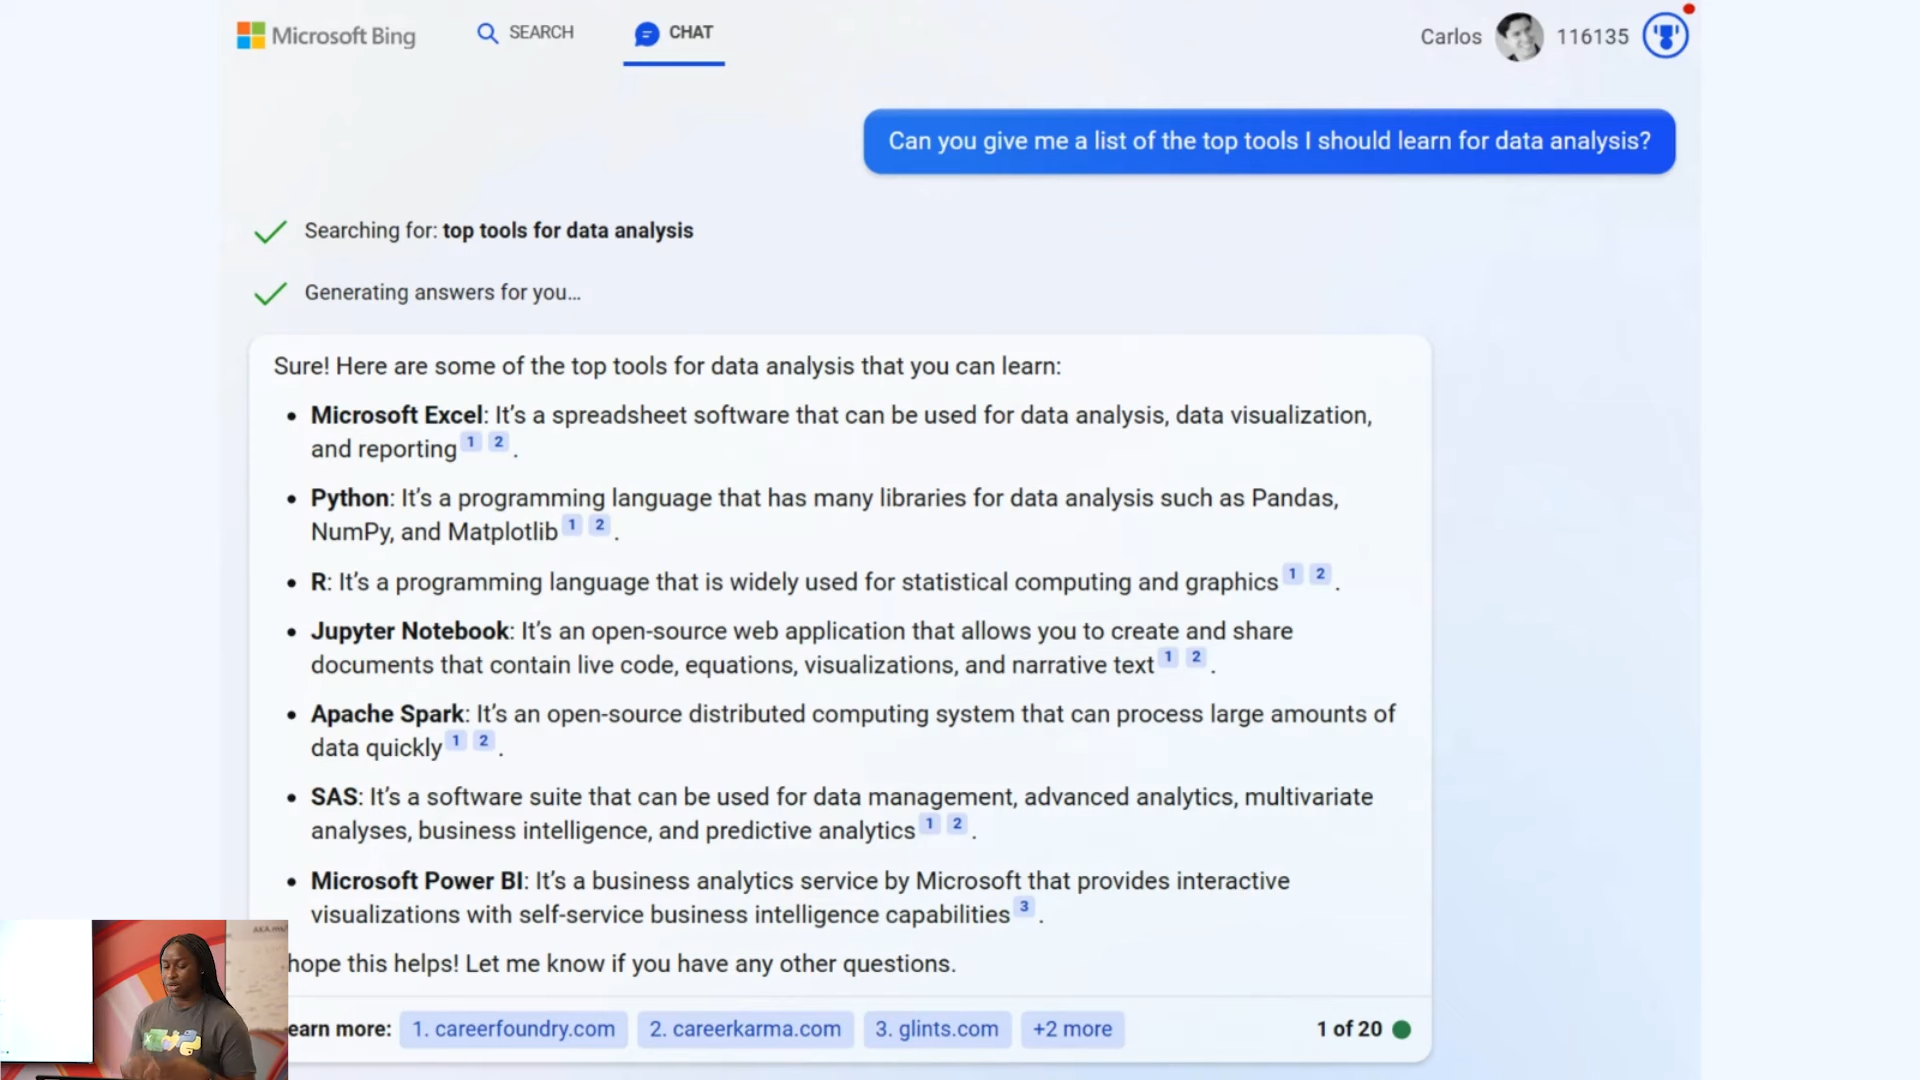 Microsoft Bing
SEARCH
CHAT
Carlos
116135
Can you give me a list of the top tools I should learn for data analysis?
Searching for: top tools for data analysis
Generating answers for you...
Sure! Here are some of the top tools for data analysis that you can learn:
• Microsoft Excel: It's a spreadsheet software that can be used for data analysis, data visualization,
and reporting 1 2 .
• Python: It's a programming language that has many libraries for data analysis such as Pandas,
NumPy, and Matplotlib 1 2 .
• R: It's a programming language that is widely used for statistical computing and graphics 1 2 .
• Jupyter Notebook: It's an open-source web application that allows you to create and share
documents that contain live code, equations, visualizations, and narrative text 1 2 .
• Apache Spark: It's an open-source distributed computing system that can process large amounts of
data quickly 1 2 .
• SAS: It's a software suite that can be used for data management, advanced analytics, multivariate
analyses, business intelligence, and predictive analytics 1 2 .
• Microsoft Power BI: It's a business analytics service by Microsoft that provides interactive
visualizations with self-service business intelligence capabilities 3 .
hope this helps! Let me know if you have any other questions.
earn more: 1. careerfoundry.com 2. careerkarma.com 3. glints.com +2 more 1 of 20